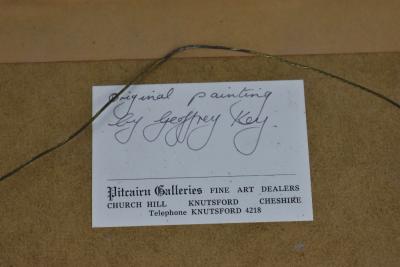 original painting
by Geoffrey Key.
Pitcairn Galleries FINE ART DEALERS
CHURCH HILL KNUTSFORD CHESHIRE
Telephone KNUTSFORD 4218